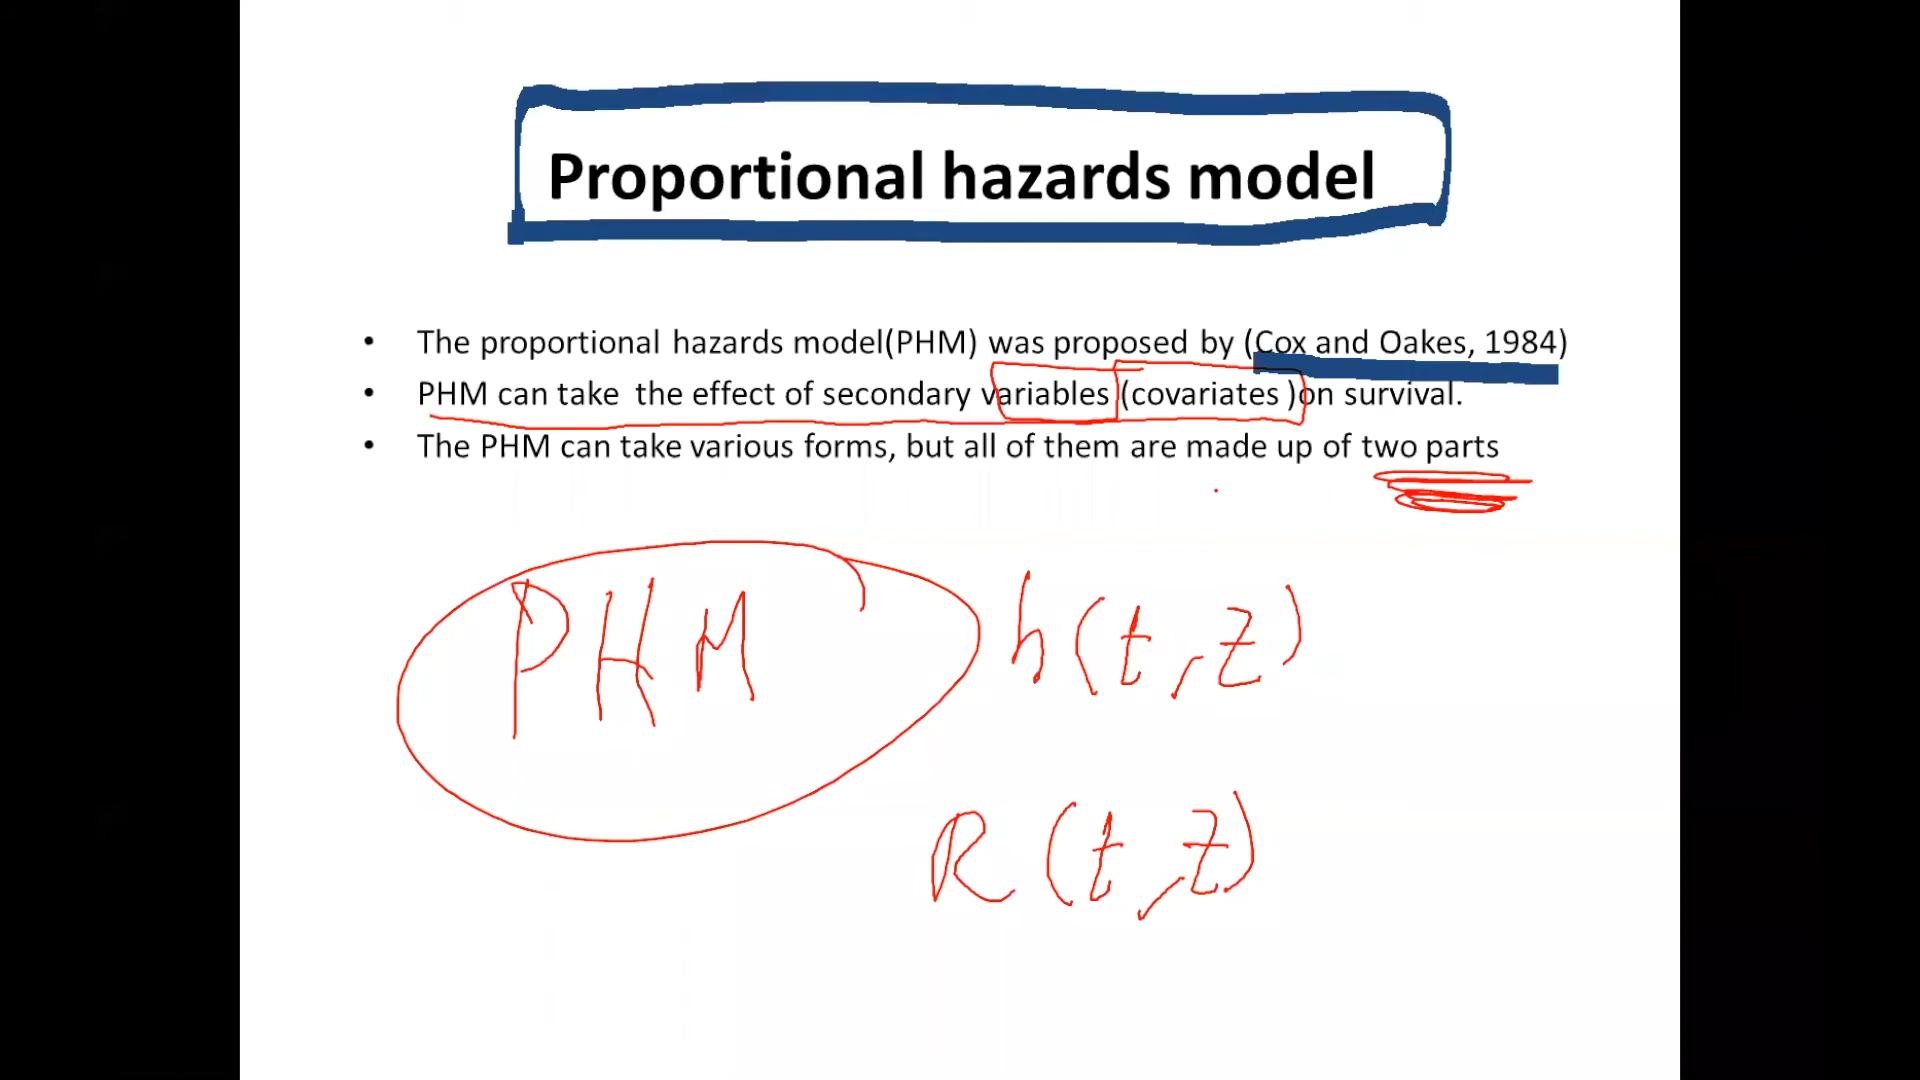 Proportional hazards model
• The proportional hazards model(PHM) was proposed by (Cox and Oakes, 1984)
• PHM can take the effect of secondary variables (covariates )on survival.
• The PHM can take various forms, but all of them are made up of two parts
PHM h(t,z)
R(t,z)